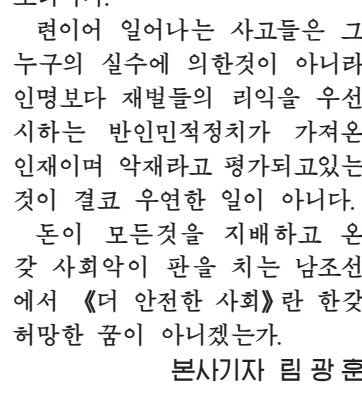 련이어 일어나는 사고들은 그
누구의 실수에 의한것이 아니라
인명보다 재벌들의 리익을 우선
시하는 반인민적정치가 가져온
인재이며 악재라고 평가되고있는
것이 결코 우연한 일이 아니다.
돈이 모든것을 지배하고 온
갖 사회악이 판을 치는 남조선
에서 《더 안전한 사회》란 한갖
허망한 꿈이 아니겠는가.
본사기자 림광훈